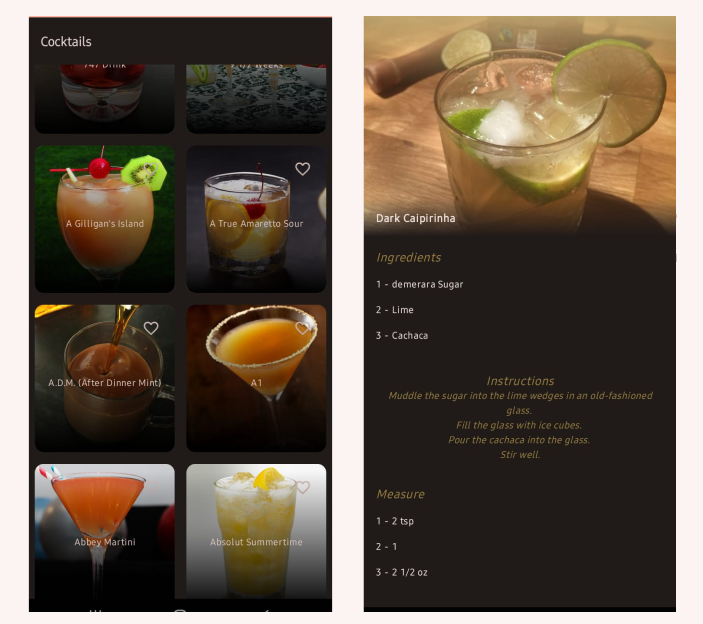 Cocktails
747 Drink
9 1/2 Weeks
A Gilligan's Island
A True Amaretto Sour
A.D.M. (After Dinner Mint)
A1
Abbey Martini
Absolut Summertime
Dark Caipirinha
Ingredients
1 - demerara Sugar
2 - Lime
3 - Cachaca
Instructions
Muddle the sugar into the lime wedges in an old-fashioned
glass.
Fill the glass with ice cubes.
Pour the cachaca into the glass.
Stir well.
Measure
1 - 2 tsp
2 - 1
3 - 2 1/2 oz